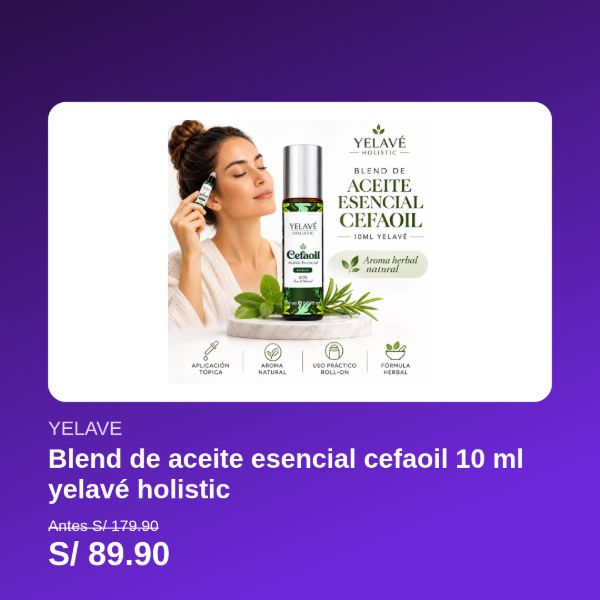 YELAVÉ
HOLISTIC
BLEND DE
ACEITE
ESENCIAL
CEFAOIL
10ML YELAVÉ
Aroma herbal
natural
YELAVÉ
HOLISTIC
Cefaoil
Aceite Esencial
100%
APLICACIÓN
TÓPICA
AROMA
NATURAL
USO PRÁCTICO
ROLL-ON
FÓRMULA
HERBAL
YELAVE
Blend de aceite esencial cefaoil 10 ml
yelavé holistic
Antes S/ 179.90
S/ 89.90